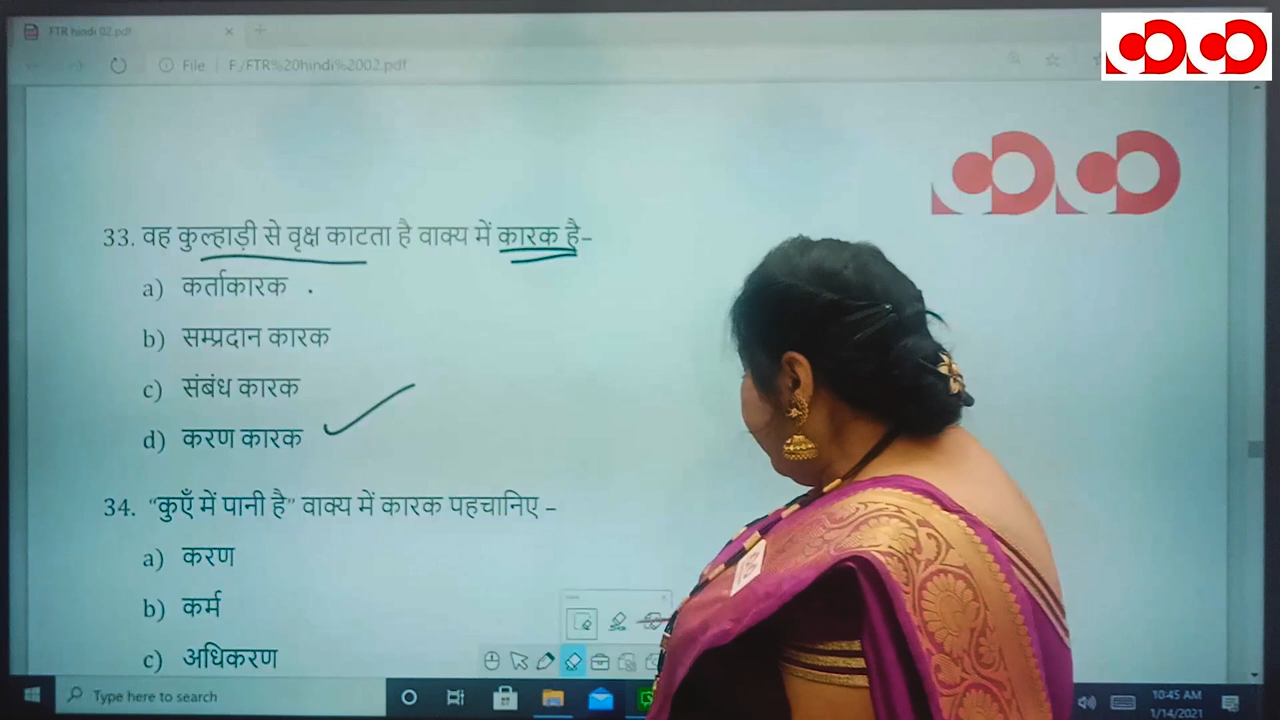 FTR hindi 02.pdf
File F:/FTR%20hindi%2002.pdf
33. वह कुल्हाड़ी से वृक्ष काटता है वाक्य में कारक है–
a) कर्ताकारक
b) सम्प्रदान कारक
c) संबंध कारक
d) करण कारक
34. “कुएँ में पानी है” वाक्य में कारक पहचानिए –
a) करण
b) कर्म
c) अधिकरण
Type here to search
10:45 AM
1/14/2021